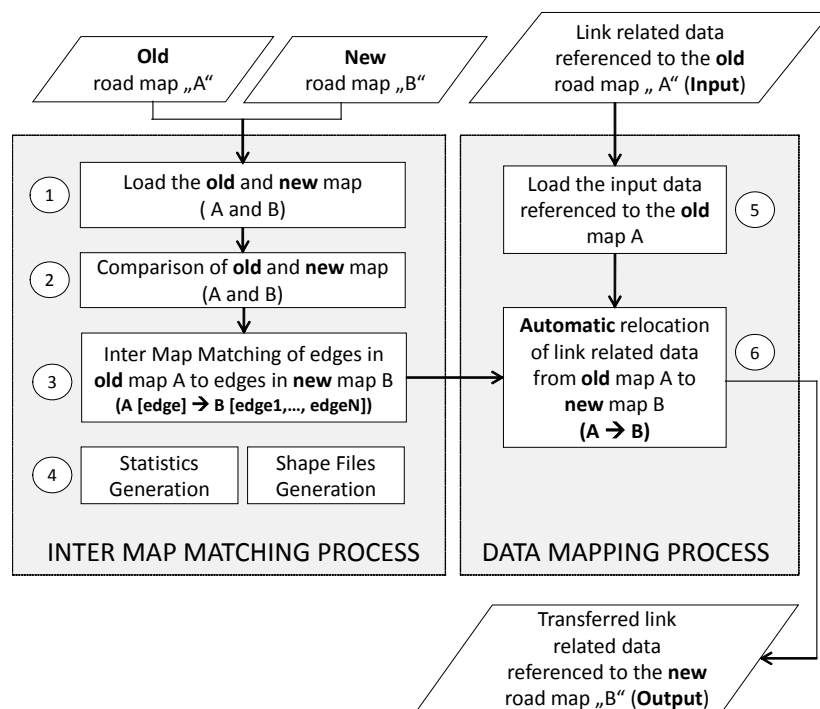 Old
road map „A“
New
road map „B“
Link related data
referenced to the old
road map „ A“ (Input)
1
Load the old and new map
( A and B)
2
Comparison of old and new map
(A and B)
3
Inter Map Matching of edges in
old map A to edges in new map B
(A [edge] → B [edge1,…, edgeN])
4
Statistics
Generation
Shape Files
Generation
INTER MAP MATCHING PROCESS
Load the input data
referenced to the old
map A
5
Automatic relocation
of link related data
from old map A to
new map B
(A → B)
6
DATA MAPPING PROCESS
Transferred link
related data
referenced to the new
road map „B“ (Output)